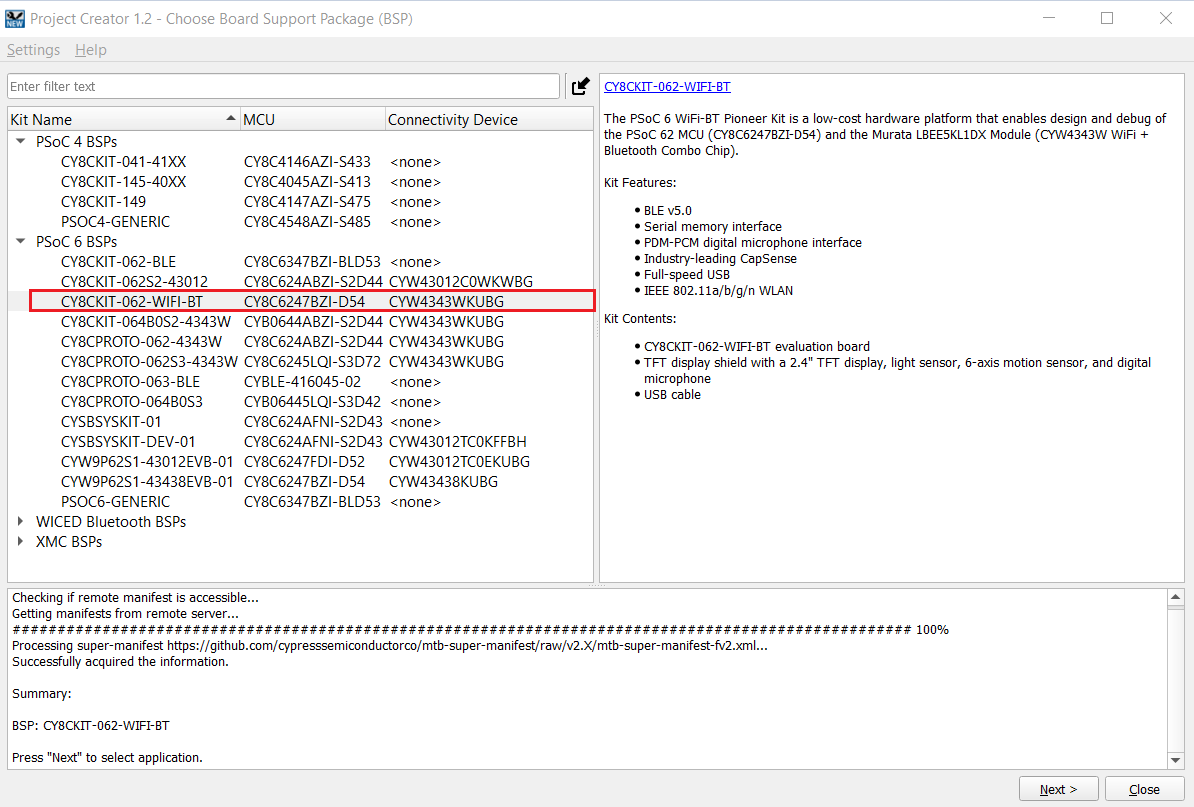 NEW
Project Creator 1.2 - Choose Board Support Package (BSP)
Settings Help
Enter filter text
Kit Name MCU Connectivity Device
PSoC 4 BSPs
CY8CKIT-041-41XX CY8C4146AZI-S433 <none>
CY8CKIT-145-40XX CY8C4045AZI-S413 <none>
CY8CKIT-149 CY8C4147AZI-S475 <none>
PSOC4-GENERIC CY8C4548AZI-S485 <none>
PSoC 6 BSPs
CY8CKIT-062-BLE CY8C6347BZI-BLD53 <none>
CY8CKIT-062S2-43012 CY8C624ABZI-S2D44 CYW43012C0WKWBG
CY8CKIT-062-WIFI-BT CY8C6247BZI-D54 CYW4343WKUBG
CY8CKIT-064B0S2-4343W CYB0644ABZI-S2D44 CYW4343WKUBG
CY8CPROTO-062-4343W CY8C624ABZI-S2D44 CYW4343WKUBG
CY8CPROTO-062S3-4343W CY8C6245LQI-S3D72 CYW4343WKUBG
CY8CPROTO-063-BLE CYBLE-416045-02 <none>
CY8CPROTO-064B0S3 CYB06445LQI-S3D42 <none>
CYSBSYSKIT-01 CY8C624AFNI-S2D43 <none>
CYSBSYSKIT-DEV-01 CY8C624AFNI-S2D43 CYW43012TC0KFFBH
CYW9P62S1-43012EVB-01 CY8C6247FDI-D52 CYW43012TC0EKUBG
CYW9P62S1-43438EVB-01 CY8C6247BZI-D54 CYW43438KUBG
PSOC6-GENERIC CY8C6347BZI-BLD53 <none>
WICED Bluetooth BSPs
XMC BSPs
CY8CKIT-062-WIFI-BT
The PSoC 6 WiFi-BT Pioneer Kit is a low-cost hardware platform that enables design and debug of
the PSoC 62 MCU (CY8C6247BZI-D54) and the Murata LBEE5KL1DX Module (CYW4343W WiFi +
Bluetooth Combo Chip).
Kit Features:
• BLE v5.0
• Serial memory interface
• PDM-PCM digital microphone interface
• Industry-leading CapSense
• Full-speed USB
• IEEE 802.11a/b/g/n WLAN
Kit Contents:
• CY8CKIT-062-WIFI-BT evaluation board
• TFT display shield with a 2.4" TFT display, light sensor, 6-axis motion sensor, and digital
microphone
• USB cable
Checking if remote manifest is accessible...
Getting manifests from remote server...
#################################################################################################### 100%
Processing super-manifest https://github.com/cypresssemiconductorco/mtb-super-manifest/raw/v2.X/mtb-super-manifest-fv2.xml...
Successfully acquired the information.
Summary:
BSP: CY8CKIT-062-WIFI-BT
Press "Next" to select application.
Next > Close